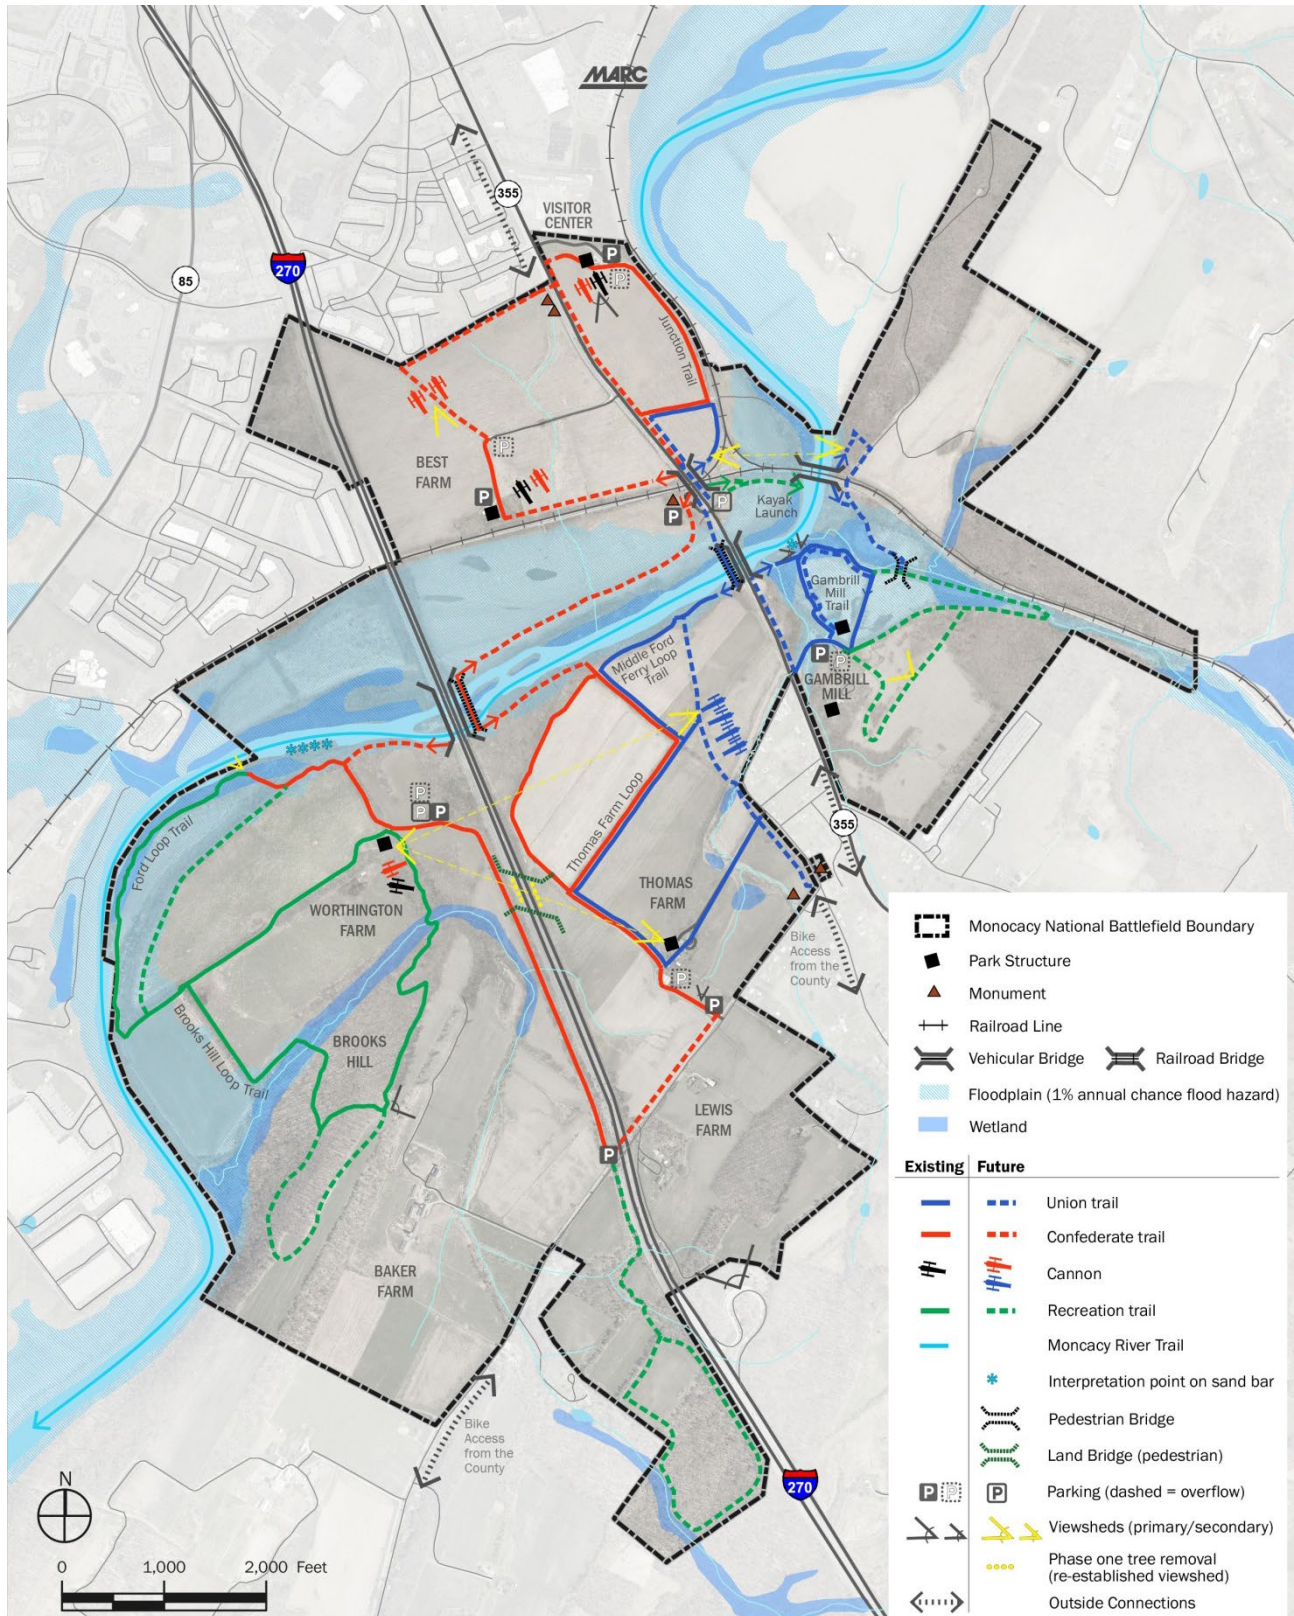 MARC
355
VISITOR
CENTER
P
P
85
270
Junction Trail
BEST
FARM
P
P
P
P
Kayak
Launch
Gambrill
Mill
Trail
Middle Ford
Ferry Loop
Trail
P
P
GAMBRILL
MILL
P
P
P
Thomas Farm Loop
355
Ford Loop Trail
WORTHINGTON
FARM
THOMAS
FARM
Bike
Access
from the
County
P
P
Brooks Hill Loop Trail
BROOKS
HILL
LEWIS
FARM
P
BAKER
FARM
Bike
Access
from the
County
270
N
0 1,000 2,000 Feet
Monocacy National Battlefield Boundary
Park Structure
Monument
Railroad Line
Vehicular Bridge Railroad Bridge
Floodplain (1% annual chance flood hazard)
Wetland
Existing Future
Union trail
Confederate trail
Cannon
Recreation trail
Moncacy River Trail
Interpretation point on sand bar
Pedestrian Bridge
Land Bridge (pedestrian)
P P P Parking (dashed = overflow)
Viewsheds (primary/secondary)
Phase one tree removal
(re-established viewshed)
Outside Connections